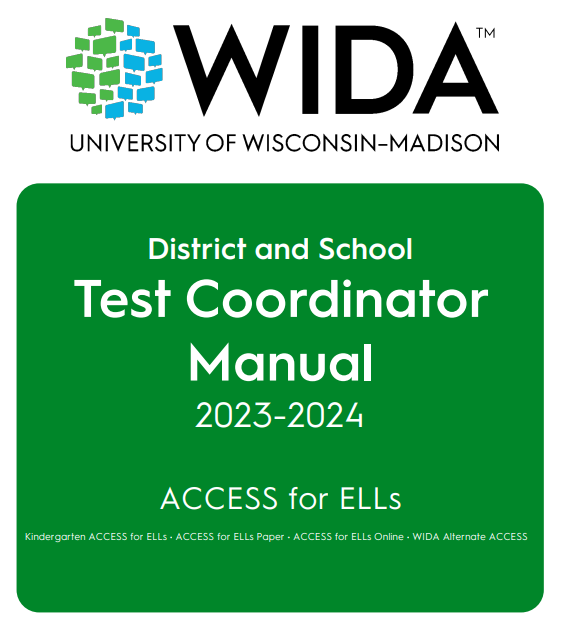 WIDA™
UNIVERSITY OF WISCONSIN–MADISON
District and School
Test Coordinator
Manual
2023-2024
ACCESS for ELLs
Kindergarten ACCESS for ELLs • ACCESS for ELLs Paper • ACCESS for ELLs Online • WIDA Alternate ACCESS